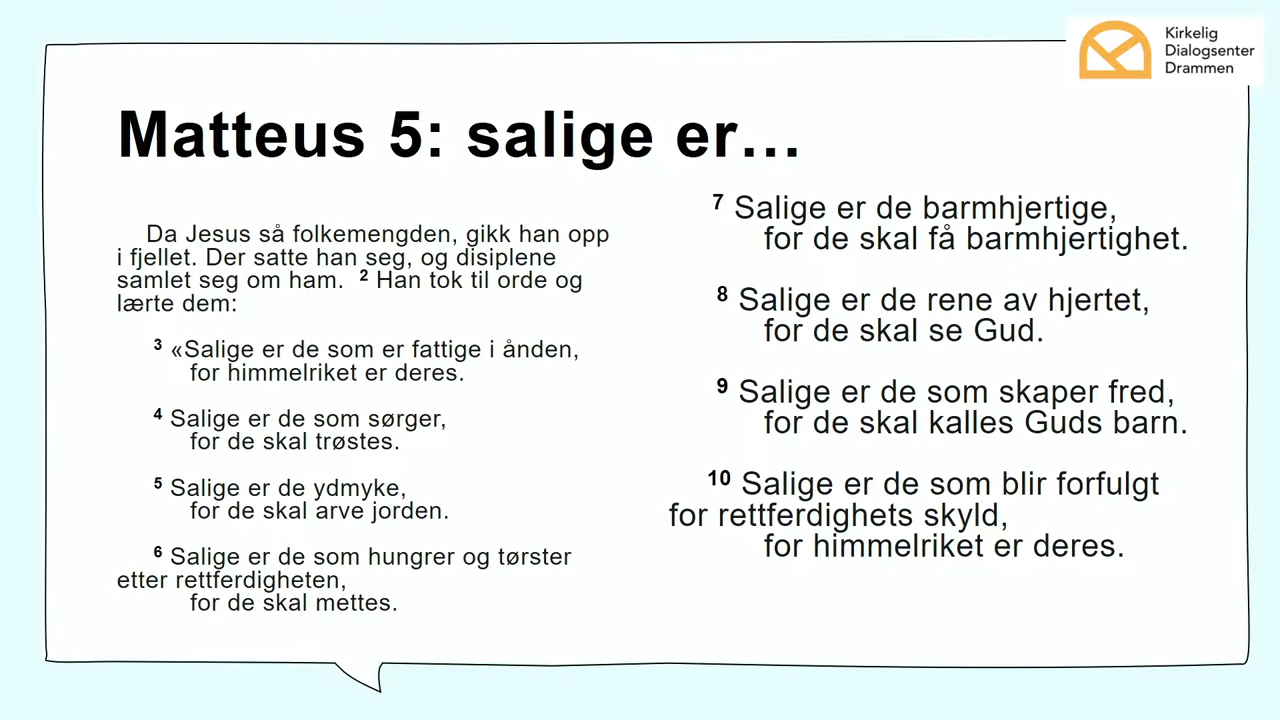 Kirkelig
Dialogsenter
Drammen
Matteus 5: salige er…
Da Jesus så folkemengden, gikk han opp
i fjellet. Der satte han seg, og disiplene
samlet seg om ham. 2 Han tok til orde og
lærte dem:
3 «Salige er de som er fattige i ånden,
for himmelriket er deres.
4 Salige er de som sørger,
for de skal trøstes.
5 Salige er de ydmyke,
for de skal arve jorden.
6 Salige er de som hungrer og tørster
etter rettferdigheten,
for de skal mettes.
7 Salige er de barmhjertige,
for de skal få barmhjertighet.
8 Salige er de rene av hjertet,
for de skal se Gud.
9 Salige er de som skaper fred,
for de skal kalles Guds barn.
10 Salige er de som blir forfulgt
for rettferdighets skyld,
for himmelriket er deres.